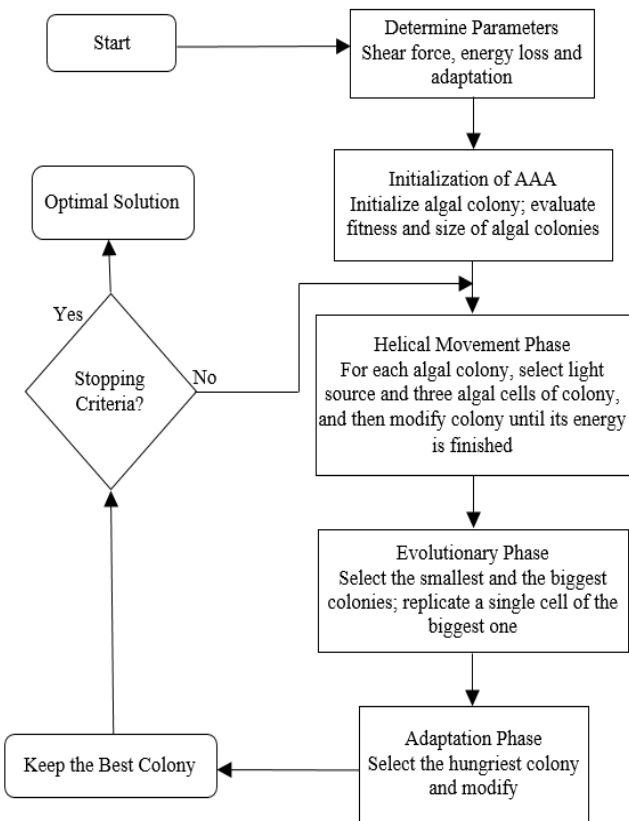 Start
Determine Parameters
Shear force, energy loss and
adaptation
Initialization of AAA
Initialize algal colony; evaluate
fitness and size of algal colonies
Optimal Solution
Yes
Stopping
Criteria?
No
Helical Movement Phase
For each algal colony, select light
source and three algal cells of colony,
and then modify colony until its energy
is finished
Evolutionary Phase
Select the smallest and the biggest
colonies; replicate a single cell of the
biggest one
Adaptation Phase
Select the hungriest colony
and modify
Keep the Best Colony